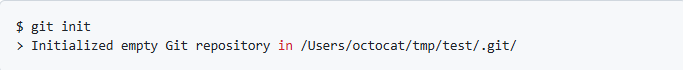 $ git init
> Initialized empty Git repository in /Users/octocat/tmp/test/.git/